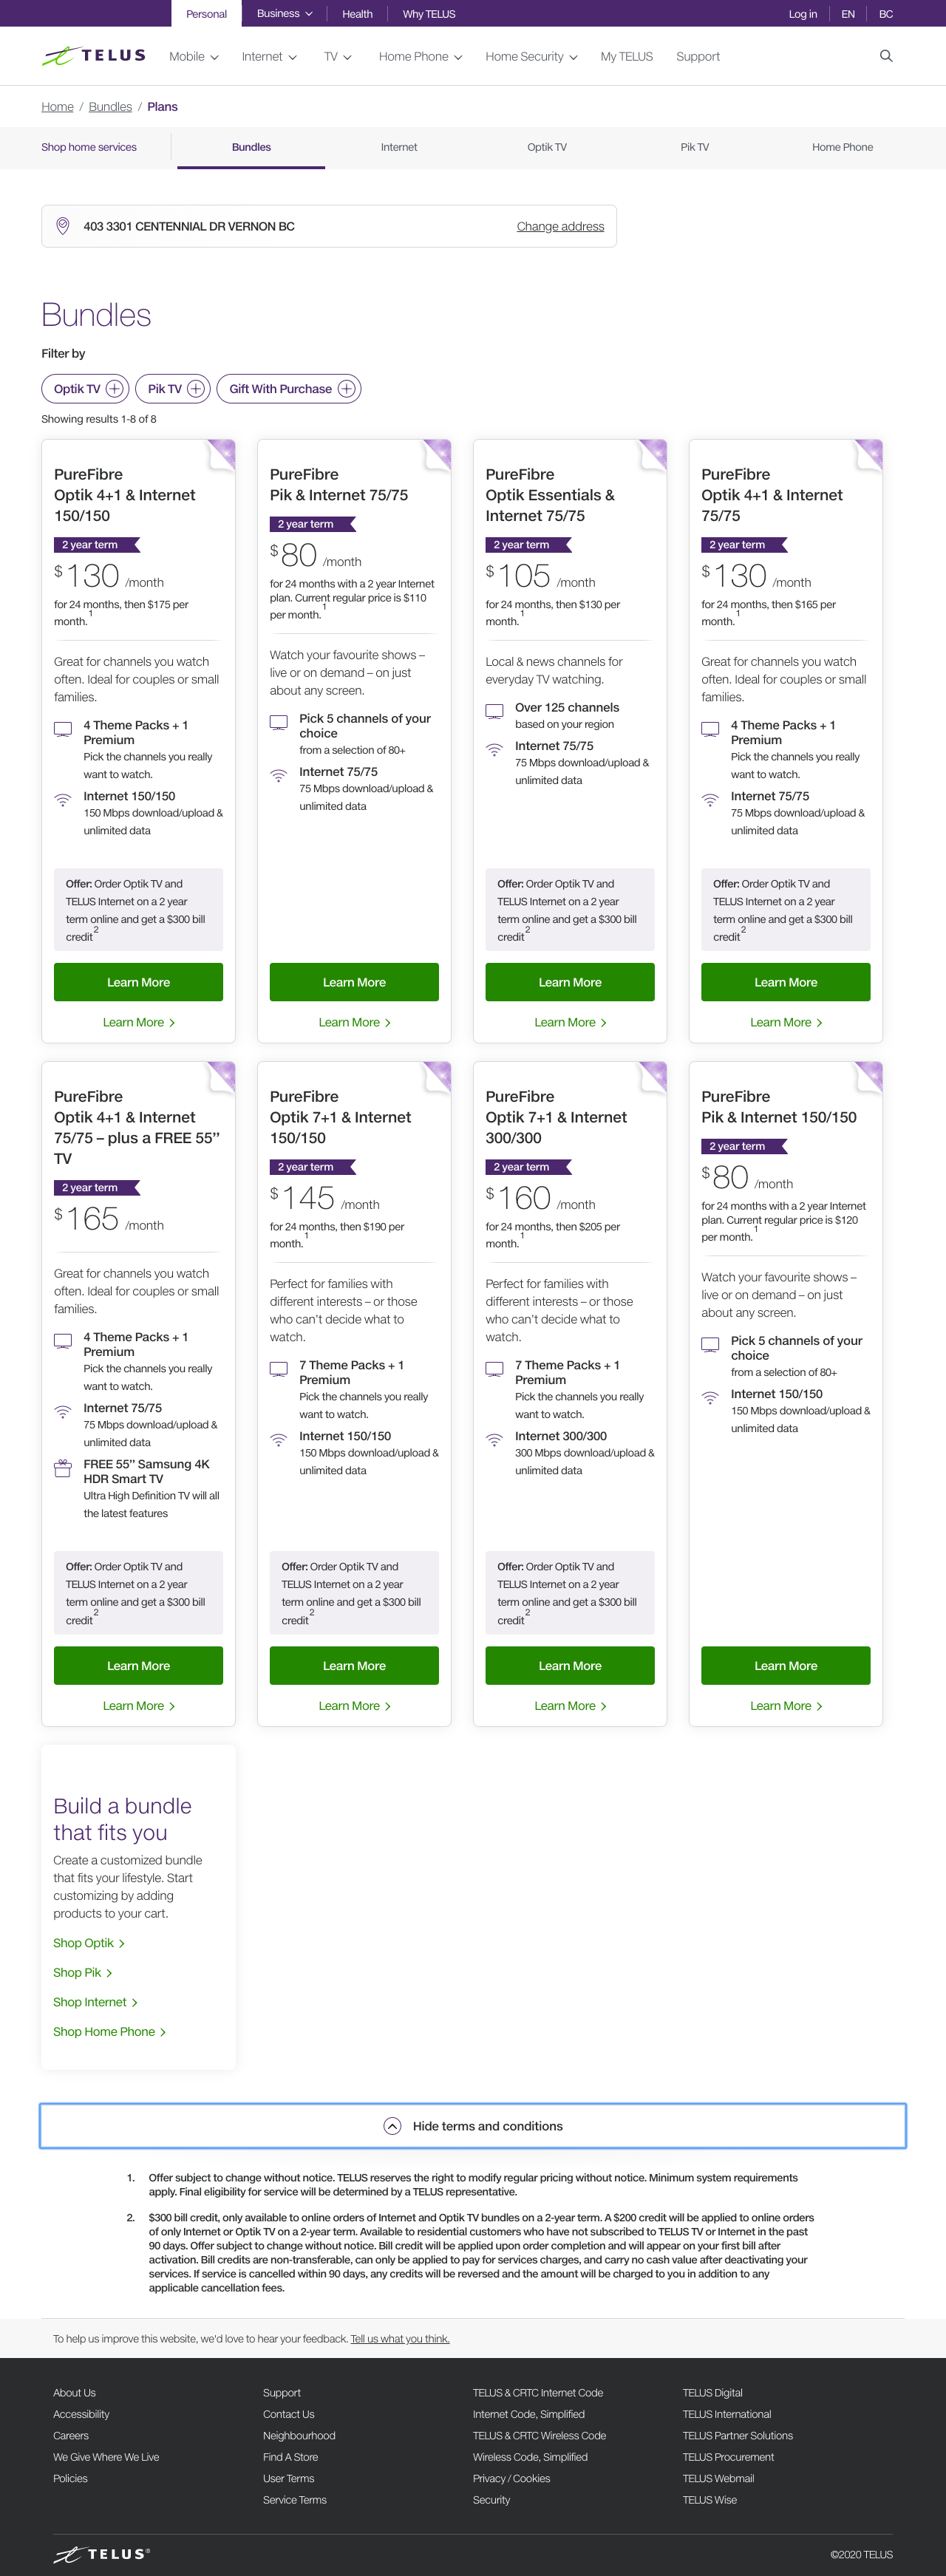 Personal Business Health Why TELUS Log in EN BC
TELUS Mobile Internet TV Home Phone Home Security My TELUS Support
Home / Bundles / Plans
Shop home services Bundles Internet Optik TV Pik TV Home Phone
403 3301 CENTENNIAL DR VERNON BC Change address
Bundles
Filter by
Optik TV Pik TV Gift With Purchase
Showing results 1-8 of 8
PureFibre
Optik 4+1 & Internet
150/150
2 year term
$130 /month
for 24 months, then $175 per
month.1
Great for channels you watch
often. Ideal for couples or small
families.
4 Theme Packs + 1
Premium
Pick the channels you really
want to watch.
Internet 150/150
150 Mbps download/upload &
unlimited data
Offer: Order Optik TV and
TELUS Internet on a 2 year
term online and get a $300 bill
credit2
Learn More
Learn More
PureFibre
Pik & Internet 75/75
2 year term
$80 /month
for 24 months with a 2 year Internet
plan. Current regular price is $110
per month.1
Watch your favourite shows –
live or on demand – on just
about any screen.
Pick 5 channels of your
choice
from a selection of 80+
Internet 75/75
75 Mbps download/upload &
unlimited data
Learn More
Learn More
PureFibre
Optik Essentials &
Internet 75/75
2 year term
$105 /month
for 24 months, then $130 per
month.1
Local & news channels for
everyday TV watching.
Over 125 channels
based on your region
Internet 75/75
75 Mbps download/upload &
unlimited data
Offer: Order Optik TV and
TELUS Internet on a 2 year
term online and get a $300 bill
credit2
Learn More
Learn More
PureFibre
Optik 4+1 & Internet
75/75
2 year term
$130 /month
for 24 months, then $165 per
month.1
Great for channels you watch
often. Ideal for couples or small
families.
4 Theme Packs + 1
Premium
Pick the channels you really
want to watch.
Internet 75/75
75 Mbps download/upload &
unlimited data
Offer: Order Optik TV and
TELUS Internet on a 2 year
term online and get a $300 bill
credit2
Learn More
Learn More
PureFibre
Optik 4+1 & Internet
75/75 – plus a FREE 55”
TV
2 year term
$165 /month
Great for channels you watch
often. Ideal for couples or small
families.
4 Theme Packs + 1
Premium
Pick the channels you really
want to watch.
Internet 75/75
75 Mbps download/upload &
unlimited data
FREE 55” Samsung 4K
HDR Smart TV
Ultra High Definition TV will all
the latest features
Offer: Order Optik TV and
TELUS Internet on a 2 year
term online and get a $300 bill
credit2
Learn More
Learn More
PureFibre
Optik 7+1 & Internet
150/150
2 year term
$145 /month
for 24 months, then $190 per
month.1
Perfect for families with
different interests – or those
who can’t decide what to
watch.
7 Theme Packs + 1
Premium
Pick the channels you really
want to watch.
Internet 150/150
150 Mbps download/upload &
unlimited data
Offer: Order Optik TV and
TELUS Internet on a 2 year
term online and get a $300 bill
credit2
Learn More
Learn More
PureFibre
Optik 7+1 & Internet
300/300
2 year term
$160 /month
for 24 months, then $205 per
month.1
Perfect for families with
different interests – or those
who can’t decide what to
watch.
7 Theme Packs + 1
Premium
Pick the channels you really
want to watch.
Internet 300/300
300 Mbps download/upload &
unlimited data
Offer: Order Optik TV and
TELUS Internet on a 2 year
term online and get a $300 bill
credit2
Learn More
Learn More
PureFibre
Pik & Internet 150/150
2 year term
$80 /month
for 24 months with a 2 year Internet
plan. Current regular price is $120
per month.1
Watch your favourite shows –
live or on demand – on just
about any screen.
Pick 5 channels of your
choice
from a selection of 80+
Internet 150/150
150 Mbps download/upload &
unlimited data
Learn More
Learn More
Build a bundle
that fits you
Create a customized bundle
that fits your lifestyle. Start
customizing by adding
products to your cart.
Shop Optik
Shop Pik
Shop Internet
Shop Home Phone
Hide terms and conditions
1. Offer subject to change without notice. TELUS reserves the right to modify regular pricing without notice. Minimum system requirements
apply. Final eligibility for service will be determined by a TELUS representative.
2. $300 bill credit, only available to online orders of Internet and Optik TV bundles on a 2-year term. A $200 credit will be applied to online orders
of only Internet or Optik TV on a 2-year term. Available to residential customers who have not subscribed to TELUS TV or Internet in the past
90 days. Offer subject to change without notice. Bill credit will be applied upon order completion and will appear on your first bill after
activation. Bill credits are non-transferable, can only be applied to pay for services charges, and carry no cash value after deactivating your
services. If service is cancelled within 90 days, any credits will be reversed and the amount will be charged to you in addition to any
applicable cancellation fees.
To help us improve this website, we'd love to hear your feedback. Tell us what you think.
About Us
Accessibility
Careers
We Give Where We Live
Policies
Support
Contact Us
Neighbourhood
Find A Store
User Terms
Service Terms
TELUS & CRTC Internet Code
Internet Code, Simplified
TELUS & CRTC Wireless Code
Wireless Code, Simplified
Privacy / Cookies
Security
TELUS Digital
TELUS International
TELUS Partner Solutions
TELUS Procurement
TELUS Webmail
TELUS Wise
TELUS® ©2020 TELUS